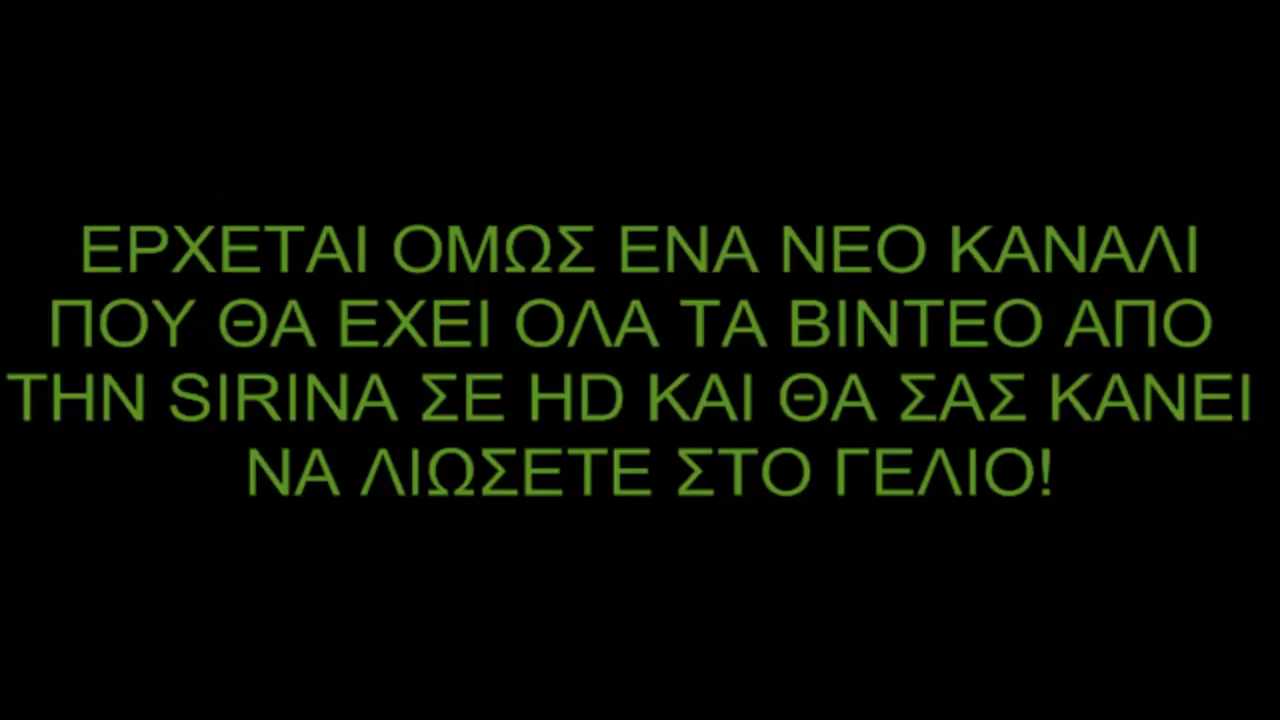 ΕΡΧΕΤΑΙ ΟΜΩΣ ΕΝΑ ΝΕΟ ΚΑΝΑΛΙ
ΠΟΥ ΘΑ ΕΧΕΙ ΟΛΑ ΤΑ ΒΙΝΤΕΟ ΑΠΟ
ΤΗΝ SIRINA ΣΕ HD ΚΑΙ ΘΑ ΣΑΣ ΚΑΝΕΙ
ΝΑ ΛΙΩΣΕΤΕ ΣΤΟ ΓΕΛΙΟ!